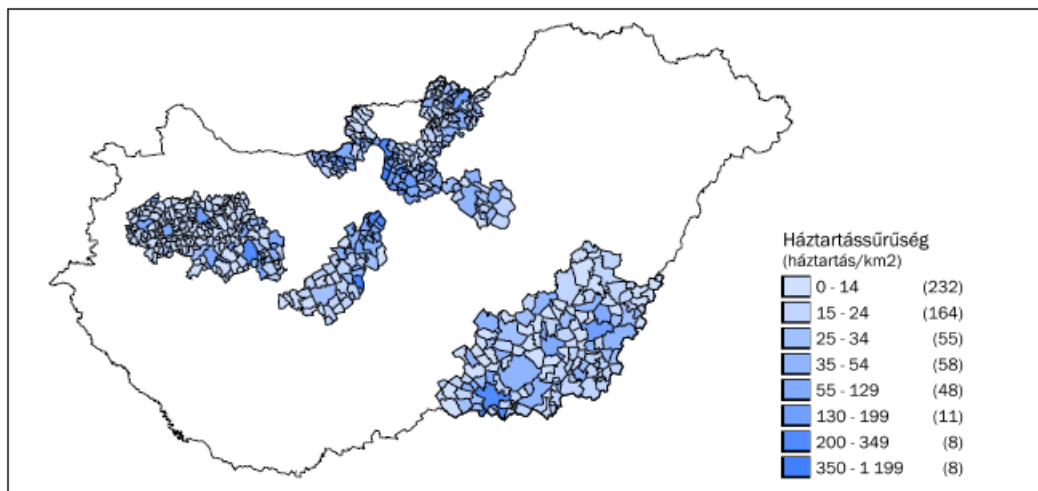 Háztartássűrűség
(háztartás/km2)
0 - 14 (232)
15 - 24 (164)
25 - 34 (55)
35 - 54 (58)
55 - 129 (48)
130 - 199 (11)
200 - 349 (8)
350 - 1 199 (8)